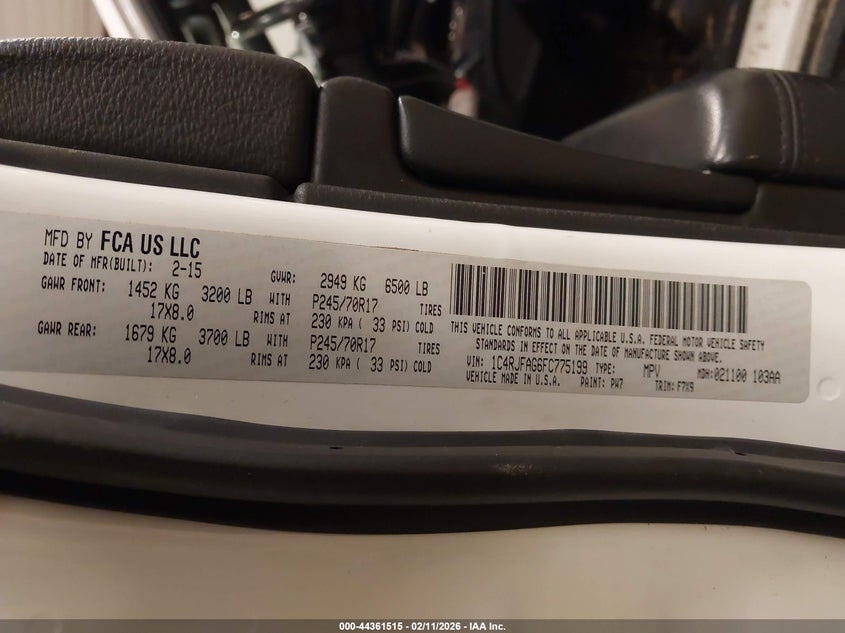 MFD BY FCA US LLC
DATE OF MFR(BUILT): 2-15 GVWR: 2949 KG 6500 LB
GAWR FRONT: 1452 KG 3200 LB WITH P245/70R17 TIRES
17X8.0 RIMS AT 230 KPA ( 33 PSI) COLD
GAWR REAR: 1679 KG 3700 LB WITH P245/70R17 TIRES
17X8.0 RIMS AT 230 KPA ( 33 PSI) COLD
THIS VEHICLE CONFORMS TO ALL APPLICABLE U.S.A. FEDERAL MOTOR VEHICLE SAFETY
STANDARDS IN EFFECT ON THE DATE OF MANUFACTURE SHOWN ABOVE.
VIN: 1C4RJFAG6FC775199 TYPE: MPV MDH:021100 103AA
VEHICLE MADE IN U.S.A. PAINT: PW7 TRIM: F7X9
000-44361515 - 02/11/2026 - IAA Inc.